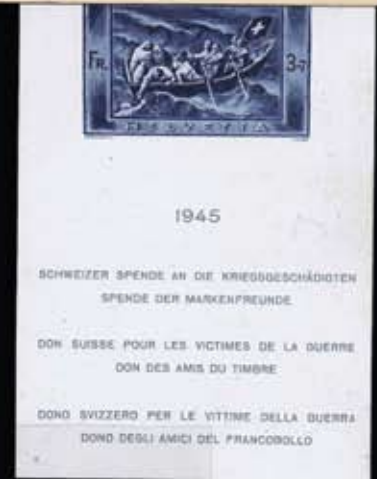 FR. 3.-
HELVETIA
1945
SCHWEIZER SPENDE AN DIE KRIEGSGESCHÄDIGTEN
SPENDE DER MARKENFREUNDE
DON SUISSE POUR LES VICTIMES DE LA GUERRE
DON DES AMIS DU TIMBRE
DONO SVIZZERO PER LE VITTIME DELLA GUERRA
DONO DEGLI AMICI DEL FRANCOBOLLO